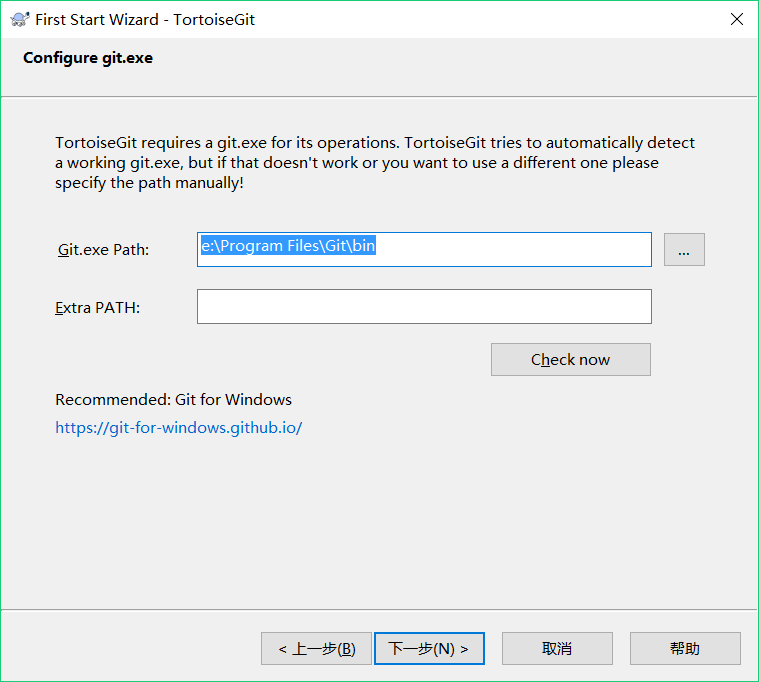 First Start Wizard - TortoiseGit
Configure git.exe
TortoiseGit requires a git.exe for its operations. TortoiseGit tries to automatically detect
a working git.exe, but if that doesn't work or you want to use a different one please
specify the path manually!
Git.exe Path:
e:\Program Files\Git\bin
...
Extra PATH:
Check now
Recommended: Git for Windows
https://git-for-windows.github.io/
< 上一步(B)
下一步(N) >
取消
帮助